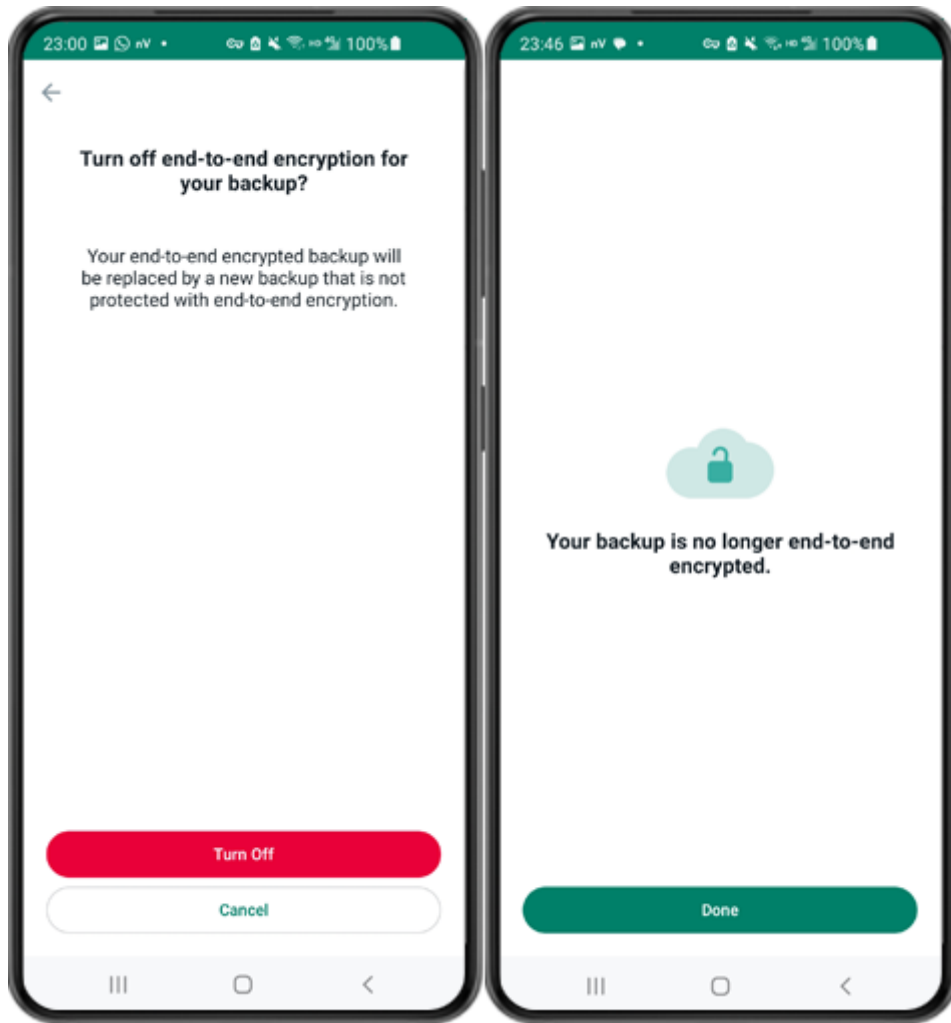 23:00 nV 100%
Turn off end-to-end encryption for
your backup?
Your end-to-end encrypted backup will
be replaced by a new backup that is not
protected with end-to-end encryption.
Turn Off
Cancel
23:46 nV 100%
Your backup is no longer end-to-end
encrypted.
Done